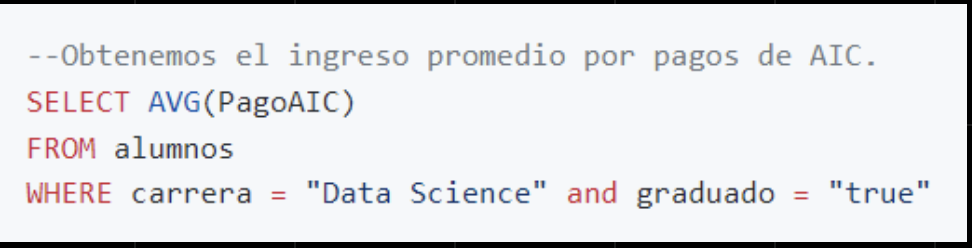 --Obtenemos el ingreso promedio por pagos de AIC.
SELECT AVG(PagoAIC)
FROM alumnos
WHERE carrera = "Data Science" and graduado = "true"